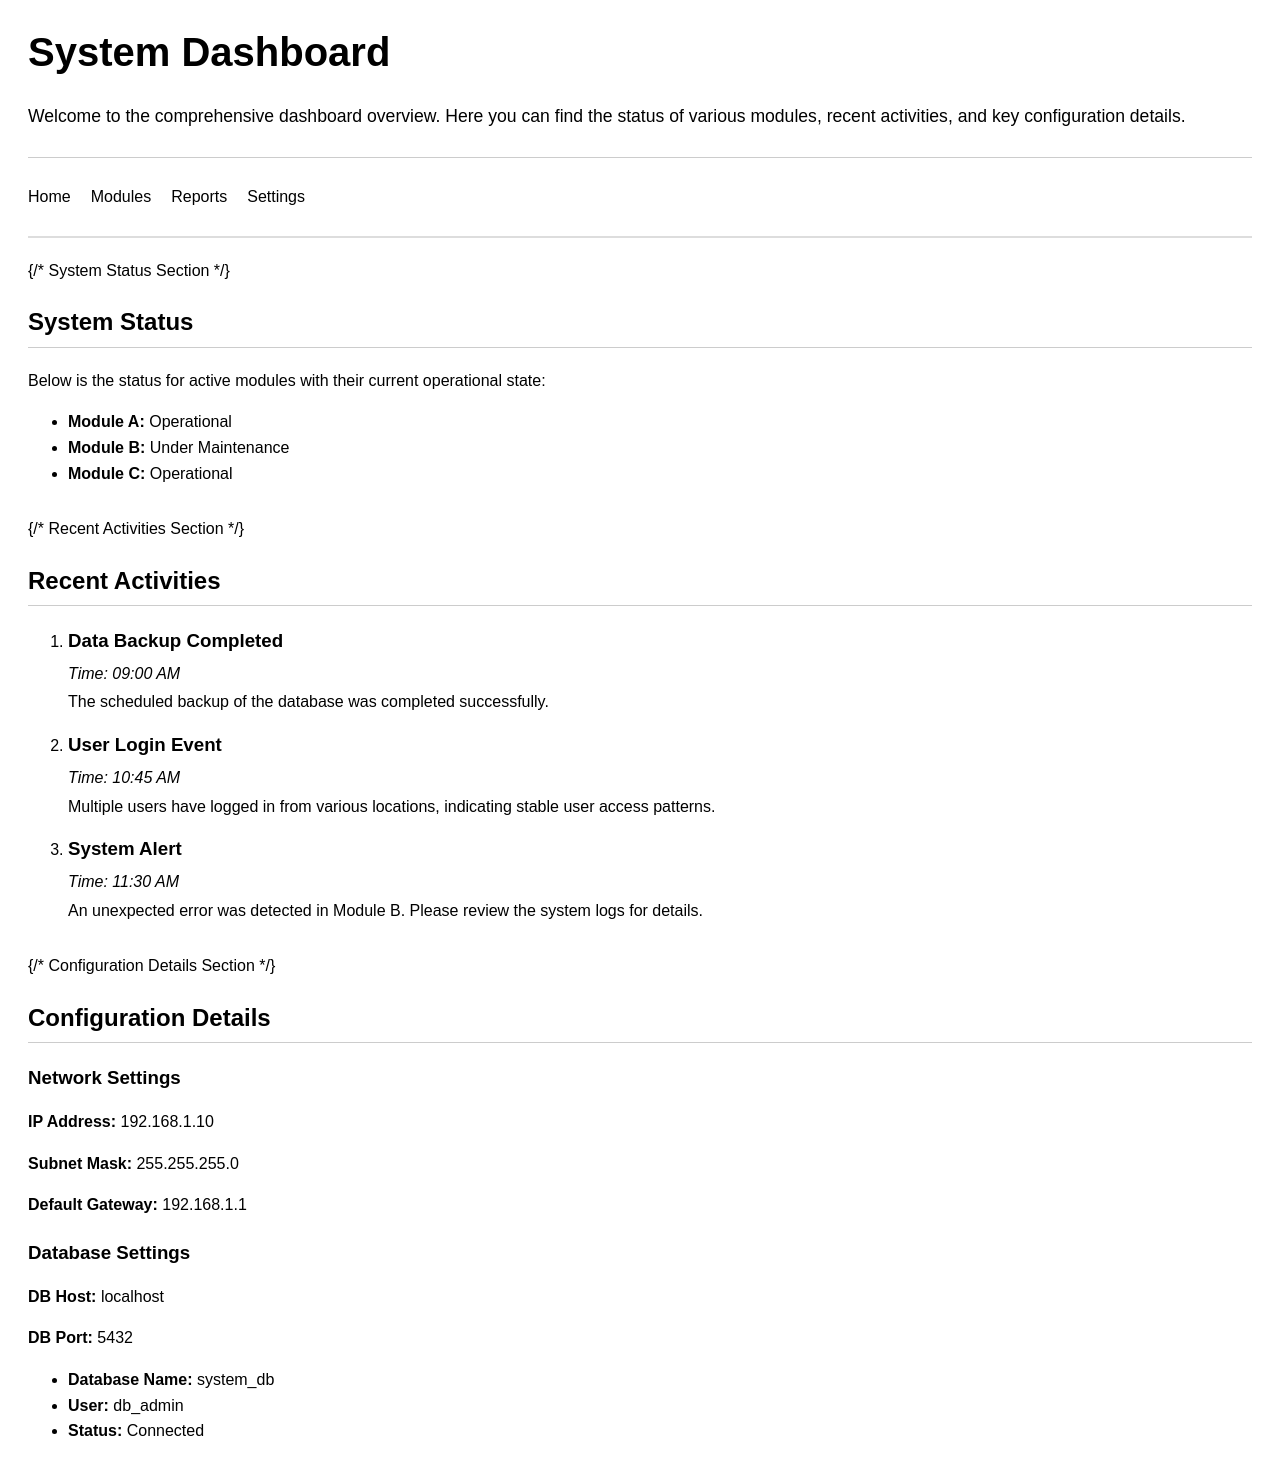 System Dashboard
Welcome to the comprehensive dashboard overview. Here you can find the status of various modules, recent activities, and key configuration details.
Home Modules Reports Settings
{/* System Status Section */}
System Status
Below is the status for active modules with their current operational state:
• Module A: Operational
• Module B: Under Maintenance
• Module C: Operational
{/* Recent Activities Section */}
Recent Activities
1. Data Backup Completed
Time: 09:00 AM
The scheduled backup of the database was completed successfully.
2. User Login Event
Time: 10:45 AM
Multiple users have logged in from various locations, indicating stable user access patterns.
3. System Alert
Time: 11:30 AM
An unexpected error was detected in Module B. Please review the system logs for details.
{/* Configuration Details Section */}
Configuration Details
Network Settings
IP Address: 192.168.1.10
Subnet Mask: 255.255.255.0
Default Gateway: 192.168.1.1
Database Settings
DB Host: localhost
DB Port: 5432
• Database Name: system_db
• User: db_admin
• Status: Connected